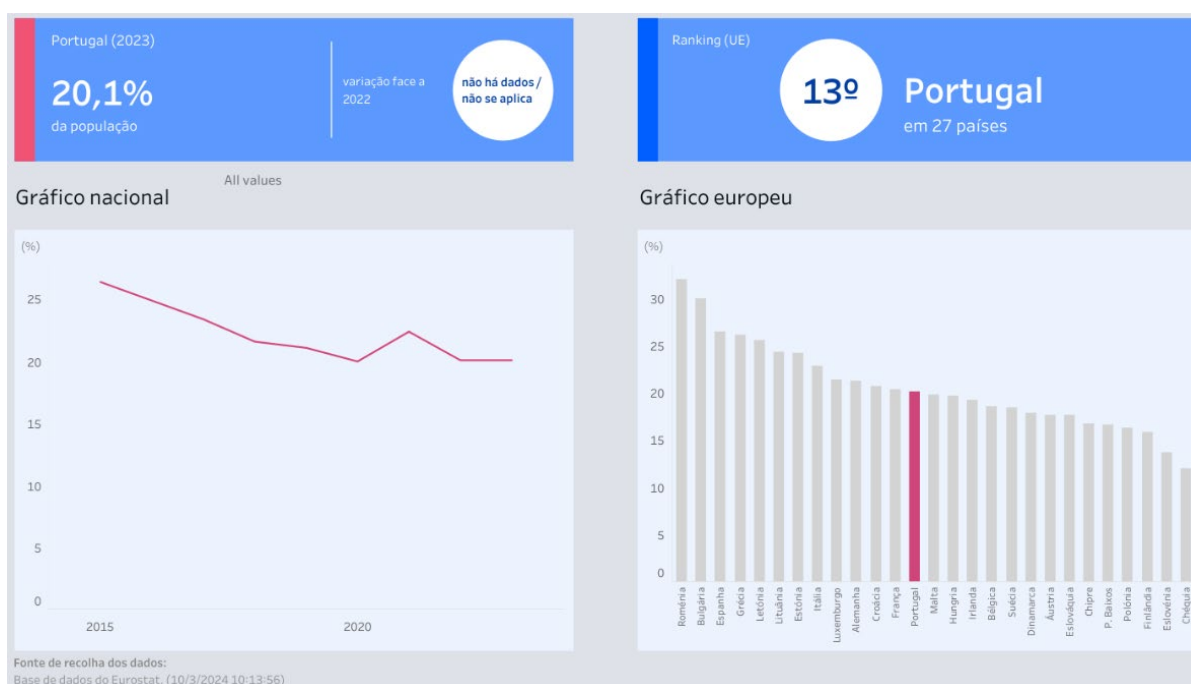 Portugal (2023)
20,1%
da população
variação face a
2022
não há dados /
não se aplica
Ranking (UE)
13º
Portugal
em 27 países
All values
Gráfico nacional
(%)
25
20
15
10
5
0
2015
2020
Gráfico europeu
(%)
30
25
20
15
10
5
0
Roménia
Bulgária
Espanha
Grécia
Letónia
Lituânia
Estónia
Itália
Luxemburgo
Alemanha
Croácia
França
Portugal
Malta
Hungria
Irlanda
Bélgica
Suécia
Dinamarca
Áustria
Eslováquia
Chipre
P. Baixos
Polónia
Finlândia
Eslovénia
Chéquia
Fonte de recolha dos dados:
Base de dados do Eurostat. (10/3/2024 10:13:56)